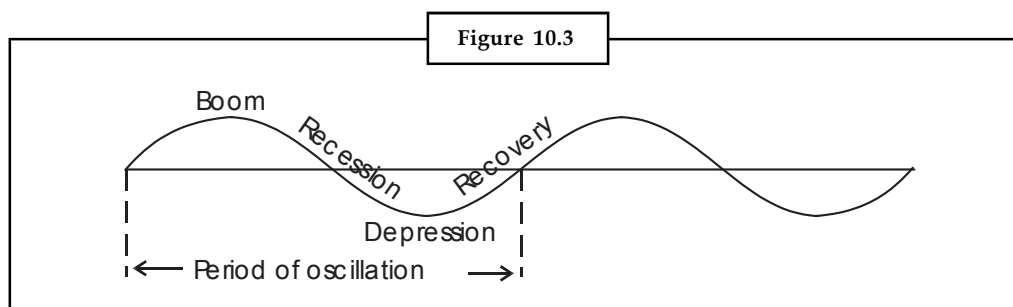 Figure 10.3
Boom
Recession
Recovery
Depression
Period of oscillation